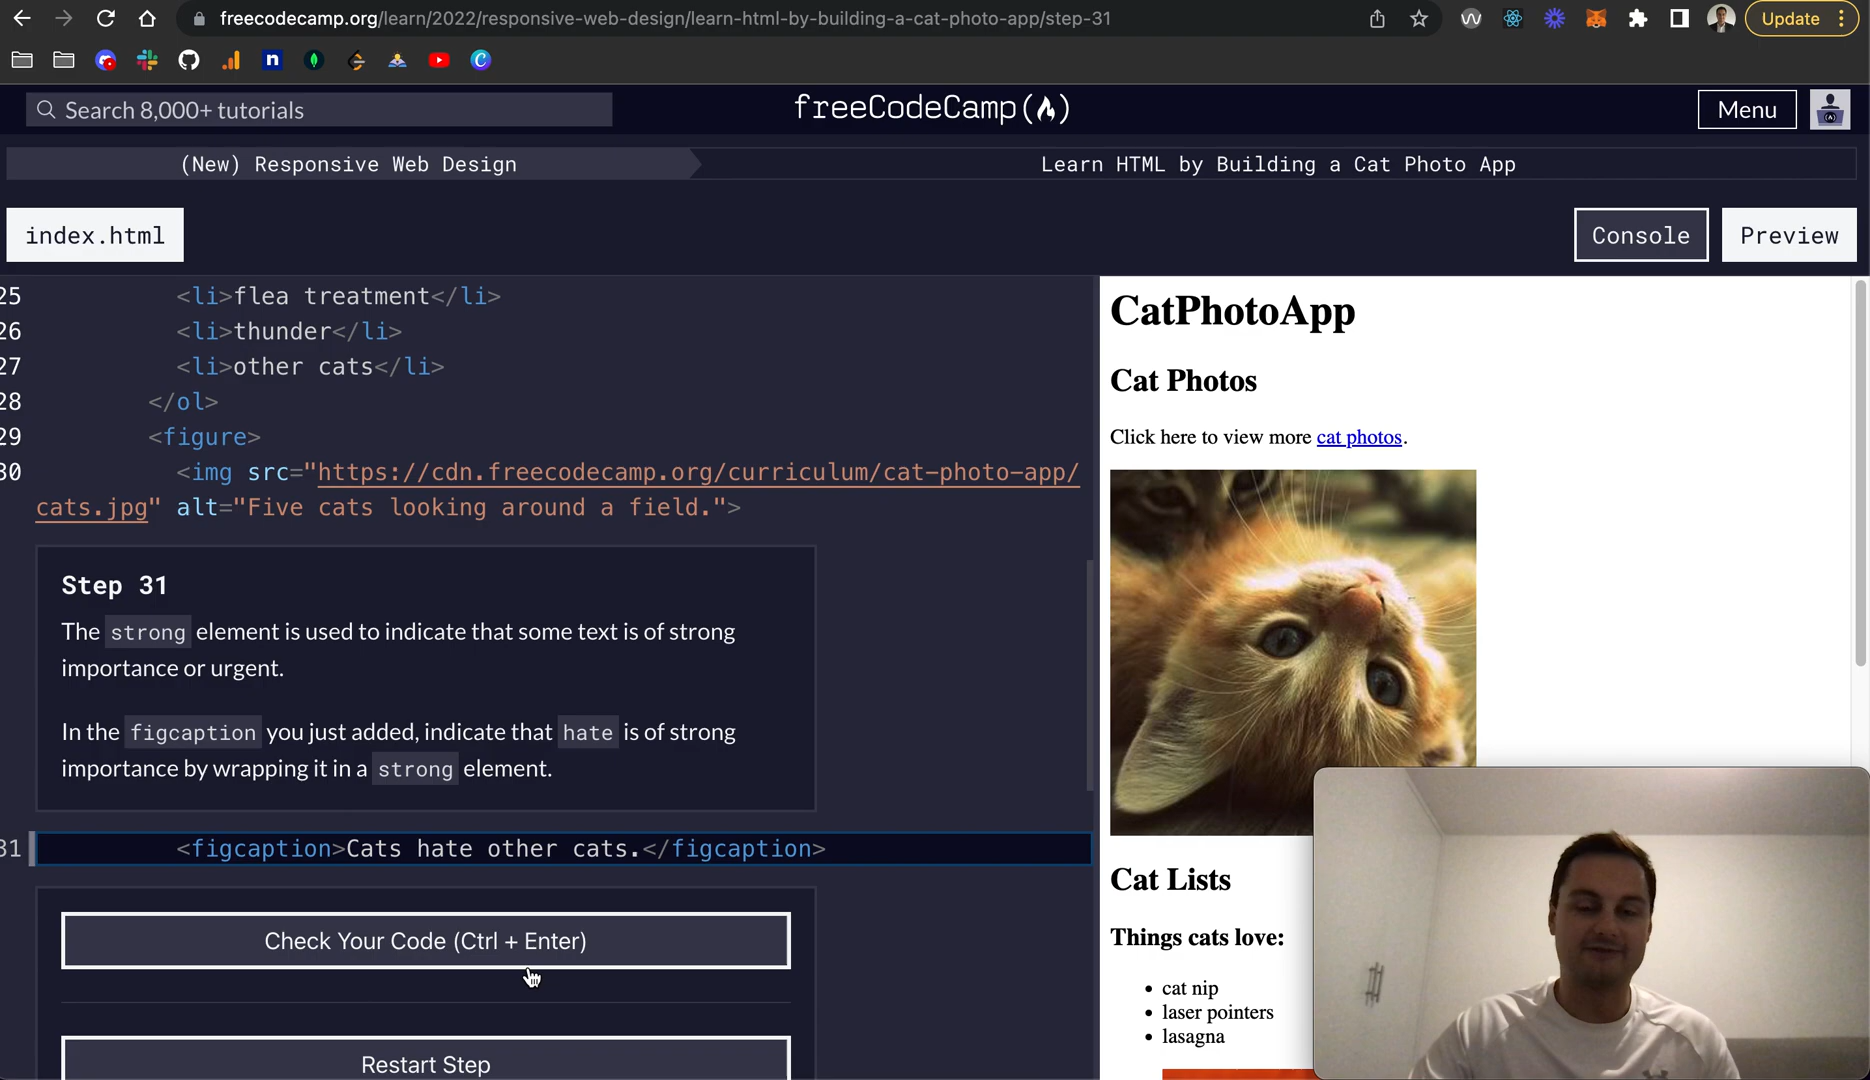 freecodecamp.org/learn/2022/responsive-web-design/learn-html-by-building-a-cat-photo-app/step-31
Update
Search 8,000+ tutorials
freeCodeCamp
Menu
(New) Responsive Web Design
Learn HTML by Building a Cat Photo App
index.html
Console
Preview
25 <li>flea treatment</li>
26 <li>thunder</li>
27 <li>other cats</li>
28 </ol>
29 <figure>
30 <img src="https://cdn.freecodecamp.org/curriculum/cat-photo-app/
cats.jpg" alt="Five cats looking around a field.">
Step 31
The strong element is used to indicate that some text is of strong
importance or urgent.
In the figcaption you just added, indicate that hate is of strong
importance by wrapping it in a strong element.
31 <figcaption>Cats hate other cats.</figcaption>
Check Your Code (Ctrl + Enter)
Restart Step
CatPhotoApp
Cat Photos
Click here to view more cat photos.
Cat Lists
Things cats love:
• cat nip
• laser pointers
• lasagna